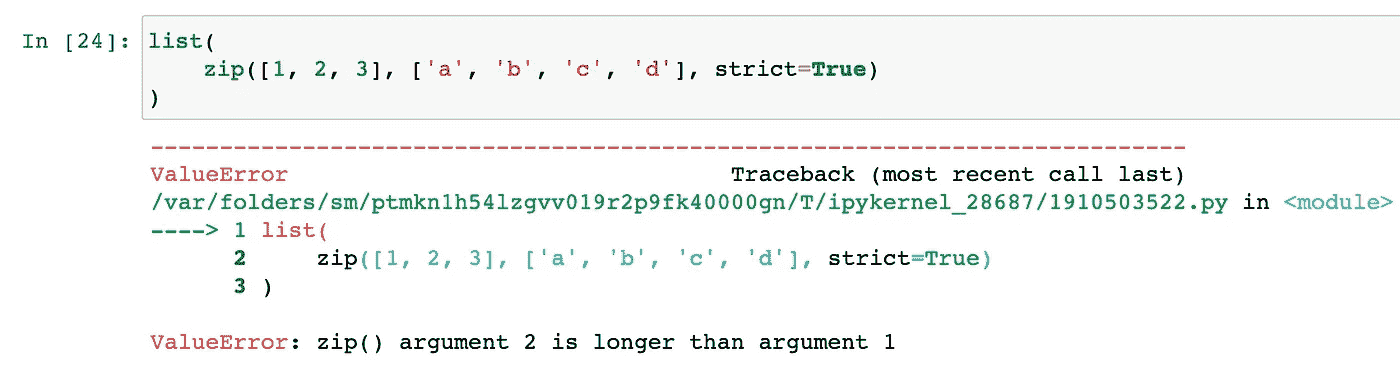 In [24]: list(
    zip([1, 2, 3], ['a', 'b', 'c', 'd'], strict=True)
)
---------------------------------------------------------------------------
ValueError                                Traceback (most recent call last)
/var/folders/sm/ptmkn1h54lzgvv019r2p9fk40000gn/T/ipykernel_28687/1910503522.py in <module>
----> 1 list(
      2     zip([1, 2, 3], ['a', 'b', 'c', 'd'], strict=True)
      3 )
ValueError: zip() argument 2 is longer than argument 1